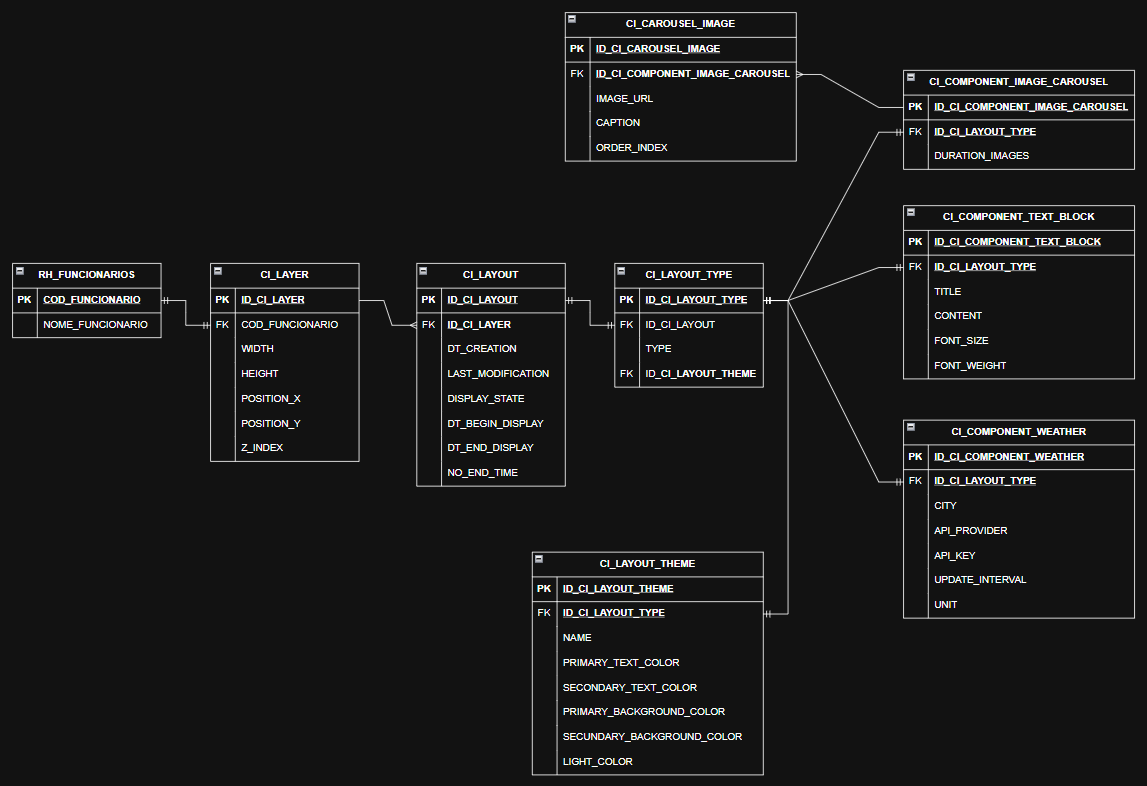 CI_CAROUSEL_IMAGE
PK ID_CI_CAROUSEL_IMAGE
FK ID_CI_COMPONENT_IMAGE_CAROUSEL
IMAGE_URL
CAPTION
ORDER_INDEX
CI_COMPONENT_IMAGE_CAROUSEL
PK ID_CI_COMPONENT_IMAGE_CAROUSEL
FK ID_CI_LAYOUT_TYPE
DURATION_IMAGES
CI_COMPONENT_TEXT_BLOCK
PK ID_CI_COMPONENT_TEXT_BLOCK
FK ID_CI_LAYOUT_TYPE
TITLE
CONTENT
FONT_SIZE
FONT_WEIGHT
RH_FUNCIONARIOS
PK COD_FUNCIONARIO
NOME_FUNCIONARIO
CI_LAYER
PK ID_CI_LAYER
FK COD_FUNCIONARIO
WIDTH
HEIGHT
POSITION_X
POSITION_Y
Z_INDEX
CI_LAYOUT
PK ID_CI_LAYOUT
FK ID_CI_LAYER
DT_CREATION
LAST_MODIFICATION
DISPLAY_STATE
DT_BEGIN_DISPLAY
DT_END_DISPLAY
NO_END_TIME
CI_LAYOUT_TYPE
PK ID_CI_LAYOUT_TYPE
FK ID_CI_LAYOUT
TYPE
FK ID_CI_LAYOUT_THEME
CI_COMPONENT_WEATHER
PK ID_CI_COMPONENT_WEATHER
FK ID_CI_LAYOUT_TYPE
CITY
API_PROVIDER
API_KEY
UPDATE_INTERVAL
UNIT
CI_LAYOUT_THEME
PK ID_CI_LAYOUT_THEME
FK ID_CI_LAYOUT_TYPE
NAME
PRIMARY_TEXT_COLOR
SECONDARY_TEXT_COLOR
PRIMARY_BACKGROUND_COLOR
SECUNDARY_BACKGROUND_COLOR
LIGHT_COLOR